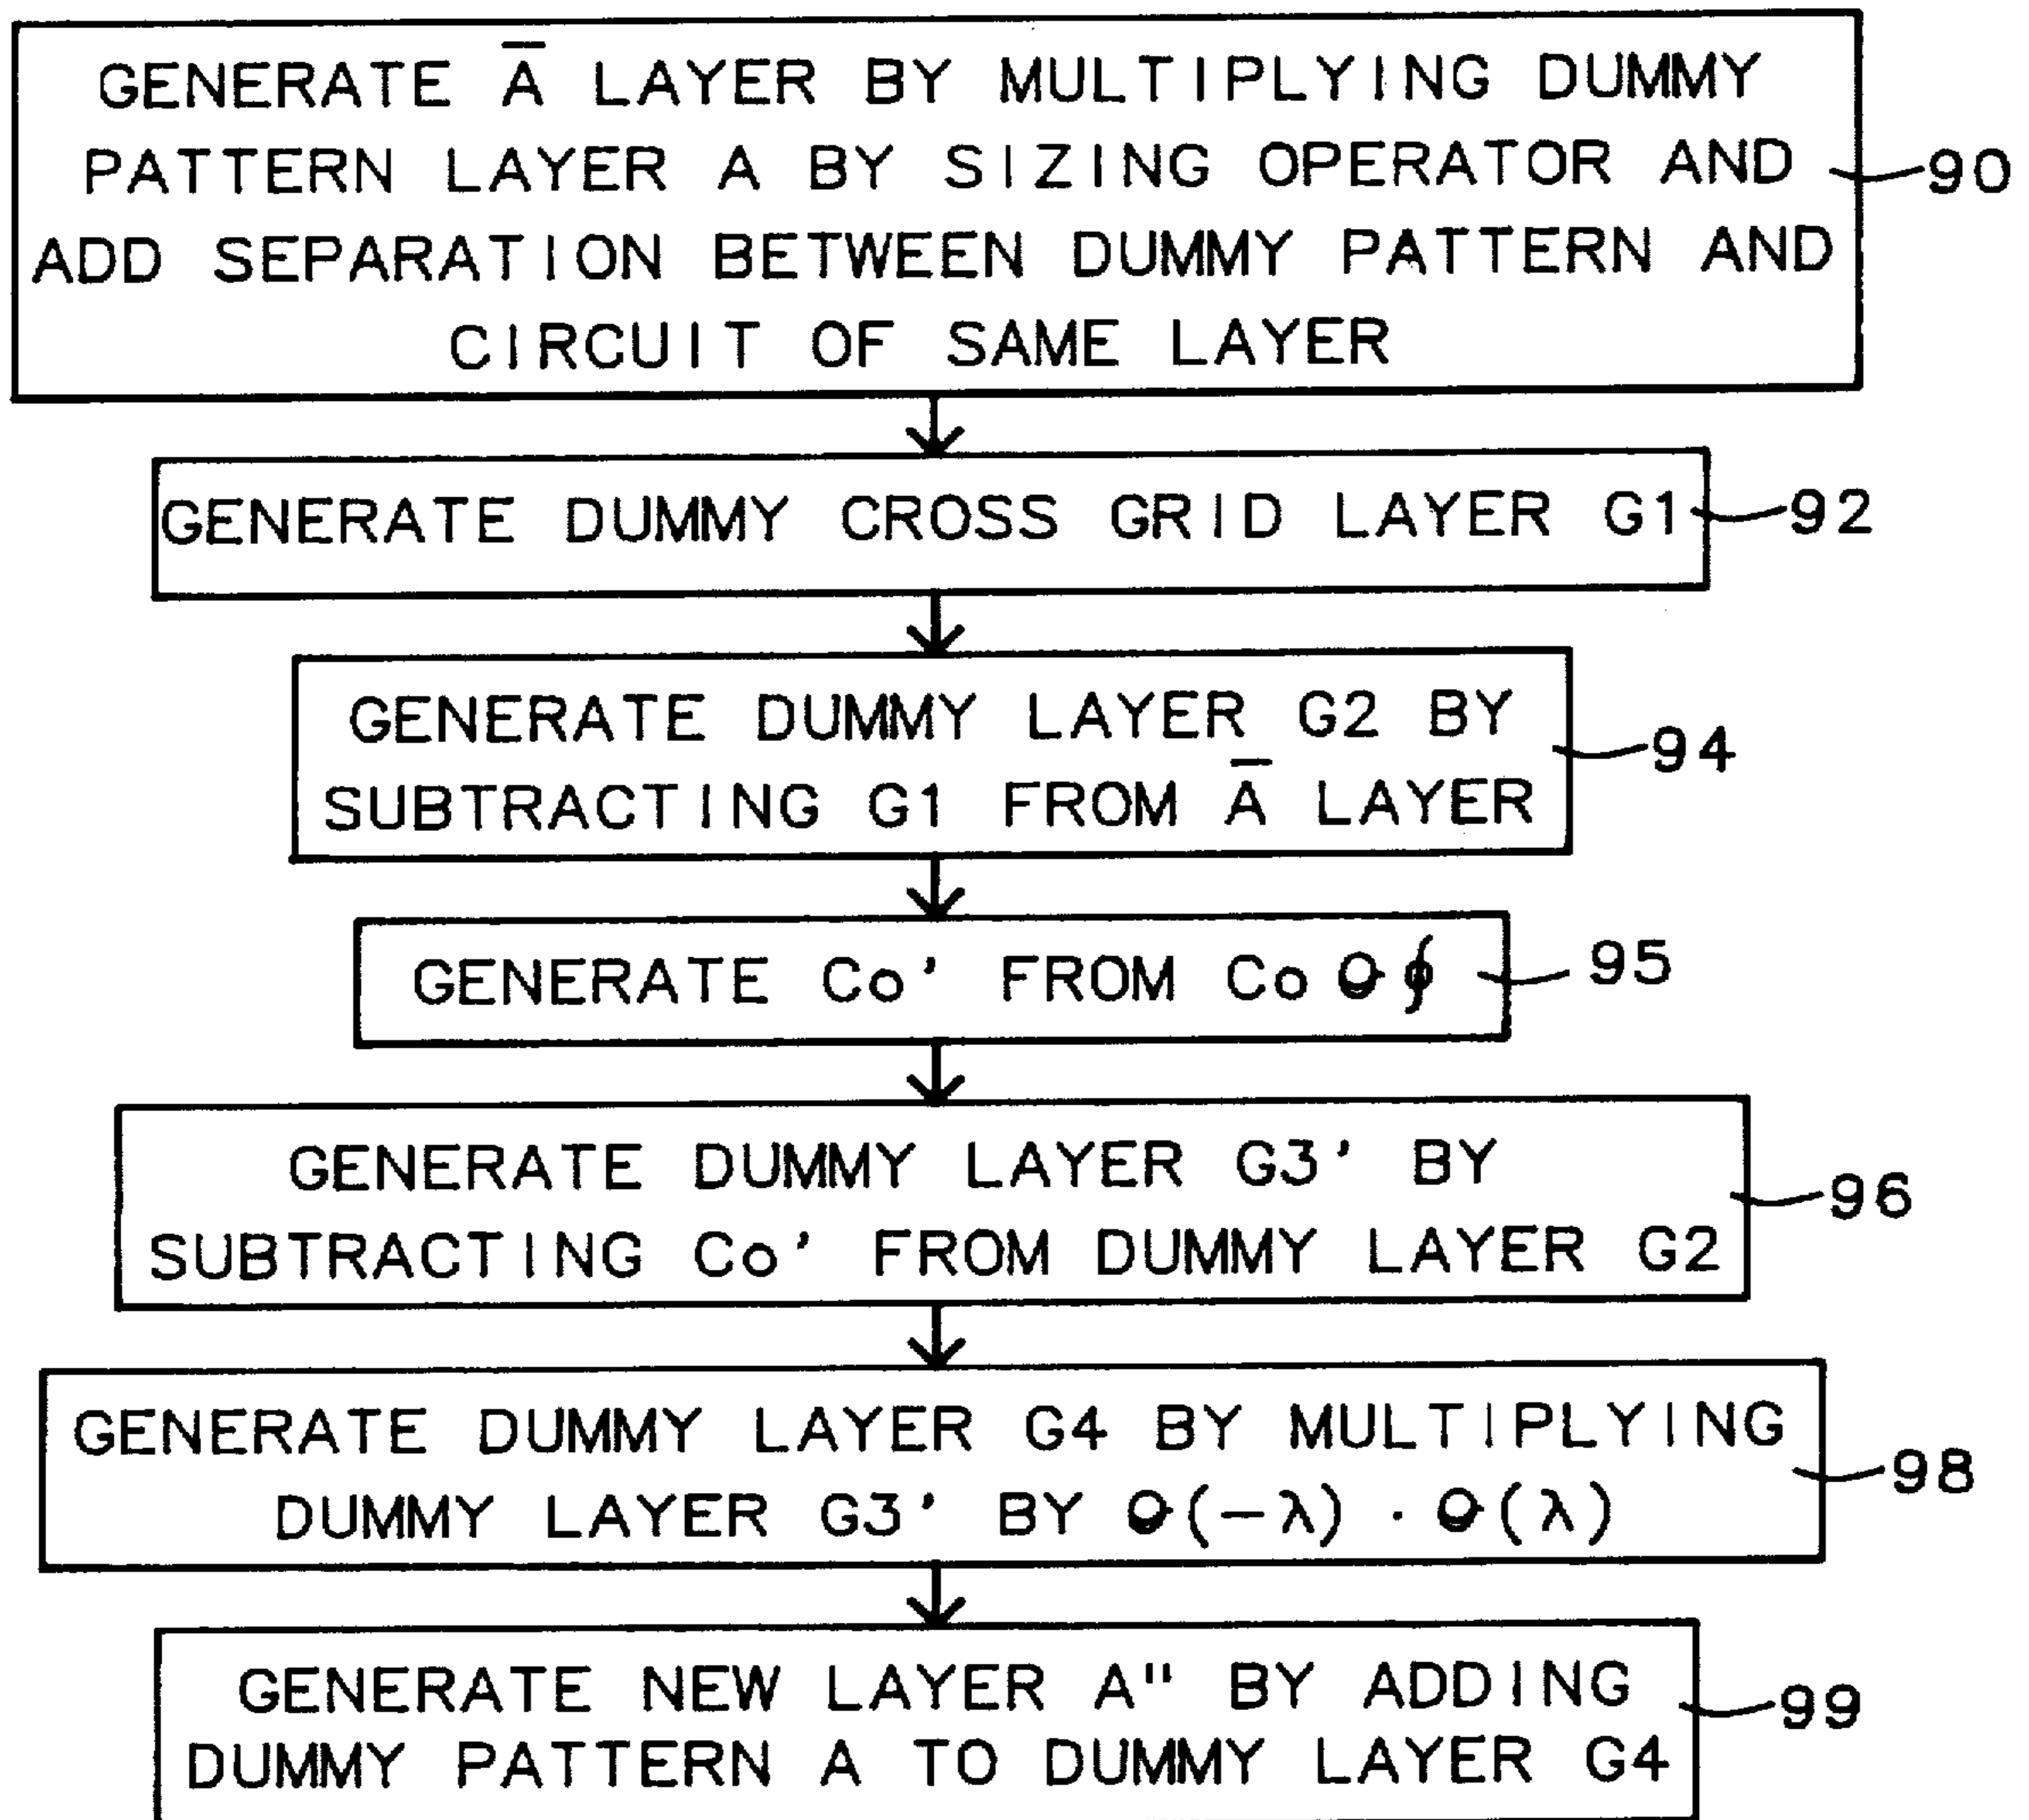 GENERATE A̅ LAYER BY MULTIPLYING DUMMY
PATTERN LAYER A BY SIZING OPERATOR AND
ADD SEPARATION BETWEEN DUMMY PATTERN AND
CIRCUIT OF SAME LAYER
90
GENERATE DUMMY CROSS GRID LAYER G1
92
GENERATE DUMMY LAYER G2 BY
SUBTRACTING G1 FROM A̅ LAYER
94
GENERATE Co' FROM Co
95
GENERATE DUMMY LAYER G3' BY
SUBTRACTING Co' FROM DUMMY LAYER G2
96
GENERATE DUMMY LAYER G4 BY MULTIPLYING
DUMMY LAYER G3' BY (-λ) · (λ)
98
GENERATE NEW LAYER A" BY ADDING
DUMMY PATTERN A TO DUMMY LAYER G4
99